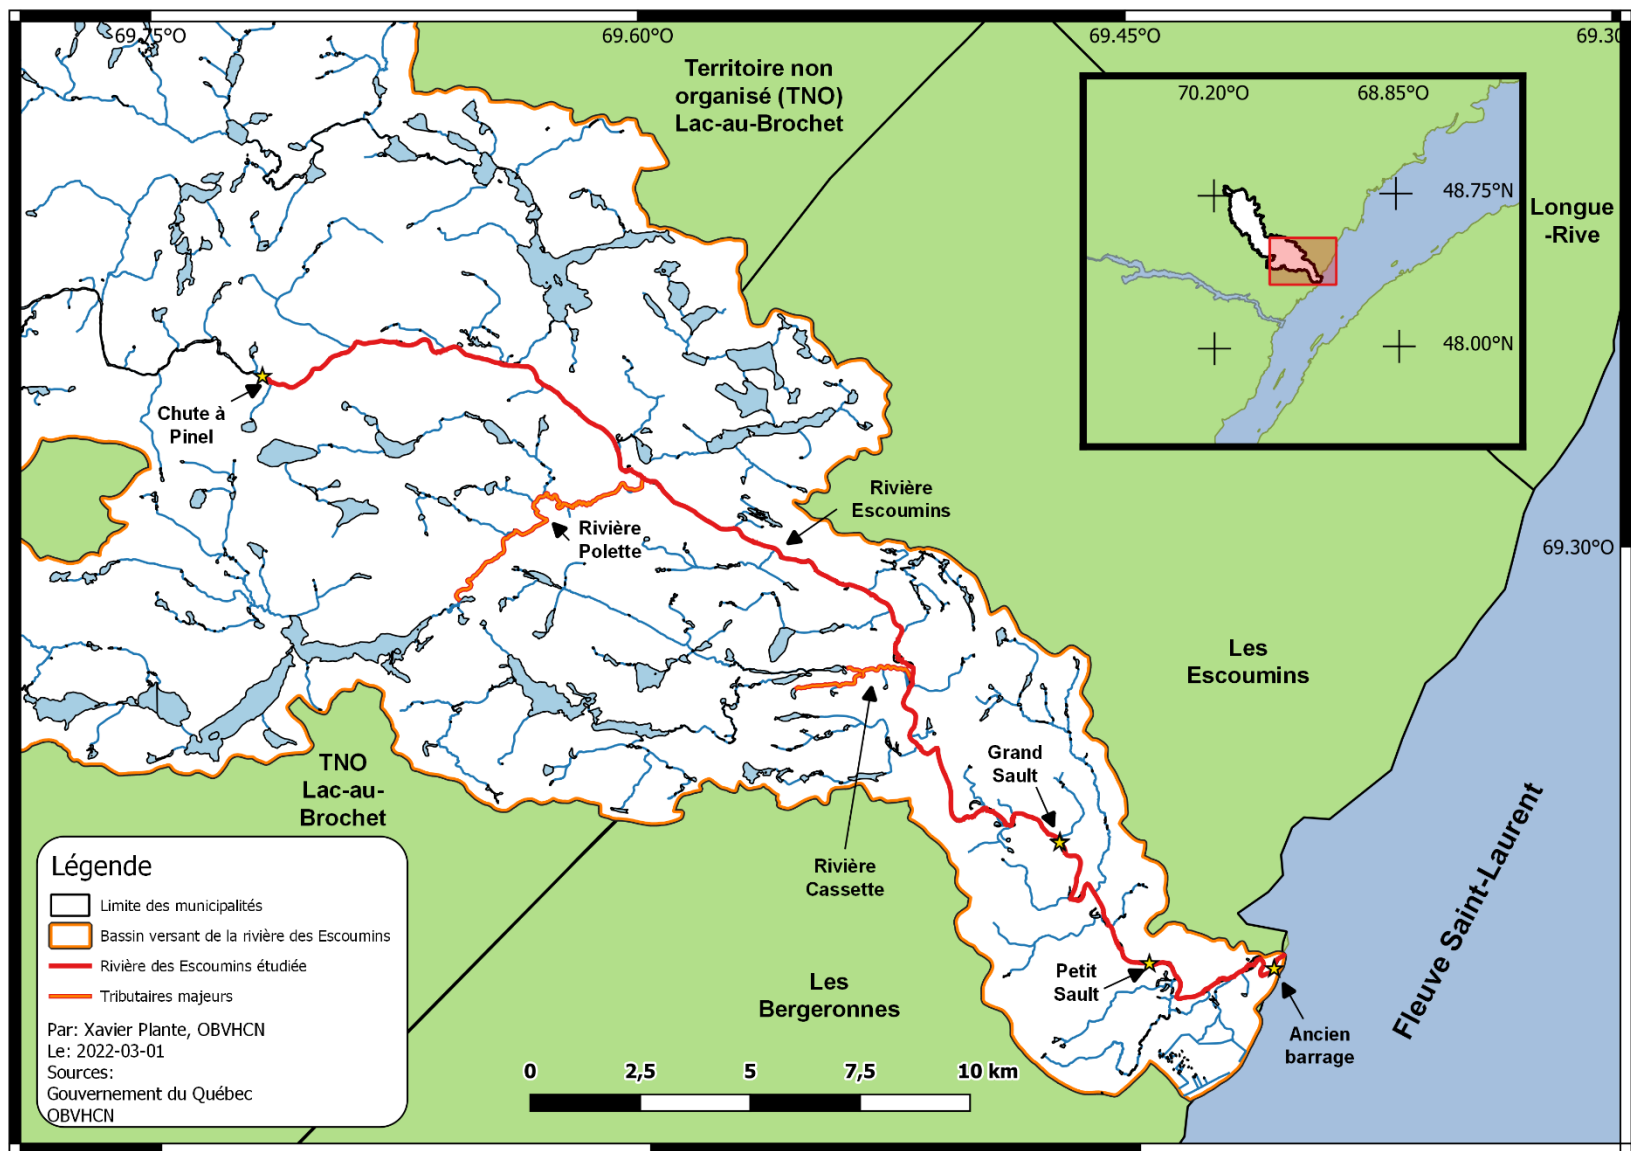 69.75°O
69.60°O
69.45°O
69.30
Territoire non
organisé (TNO)
Lac-au-Brochet
70.20°O
68.85°O
48.75°N
48.00°N
Longue
-Rive
Chute à
Pinel
Rivière
Polette
Rivière
Escoumins
69.30°O
Les
Escoumins
TNO
Lac-au-
Brochet
Grand
Sault
Rivière
Cassette
Petit
Sault
Les
Bergeronnes
Ancien
barrage
Fleuve Saint-Laurent
Légende
Limite des municipalités
Bassin versant de la rivière des Escoumins
Rivière des Escoumins étudiée
Tributaires majeurs
Par: Xavier Plante, OBVHCN
Le: 2022-03-01
Sources:
Gouvernement du Québec
OBVHCN
0 2,5 5 7,5 10 km